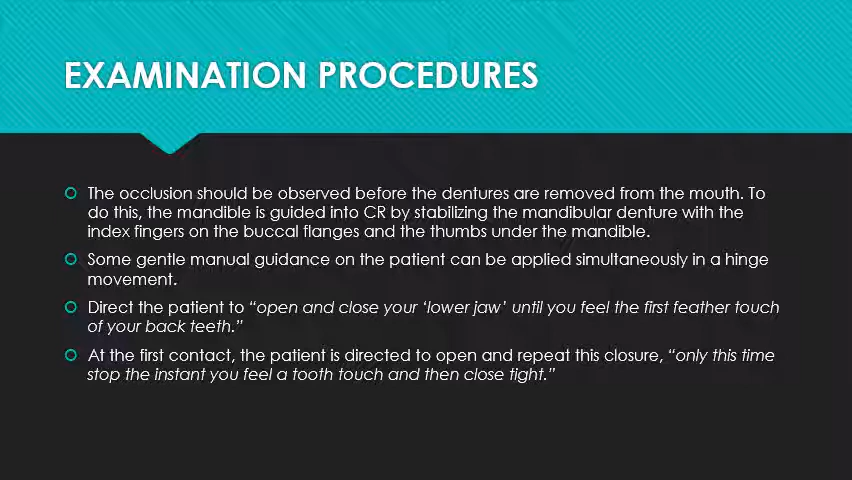 EXAMINATION PROCEDURES
The occlusion should be observed before the dentures are removed from the mouth. To
do this, the mandible is guided into CR by stabilizing the mandibular denture with the
index fingers on the buccal flanges and the thumbs under the mandible.
Some gentle manual guidance on the patient can be applied simultaneously in a hinge
movement.
Direct the patient to “open and close your ‘lower jaw’ until you feel the first feather touch
of your back teeth.”
At the first contact, the patient is directed to open and repeat this closure, “only this time
stop the instant you feel a tooth touch and then close tight.”